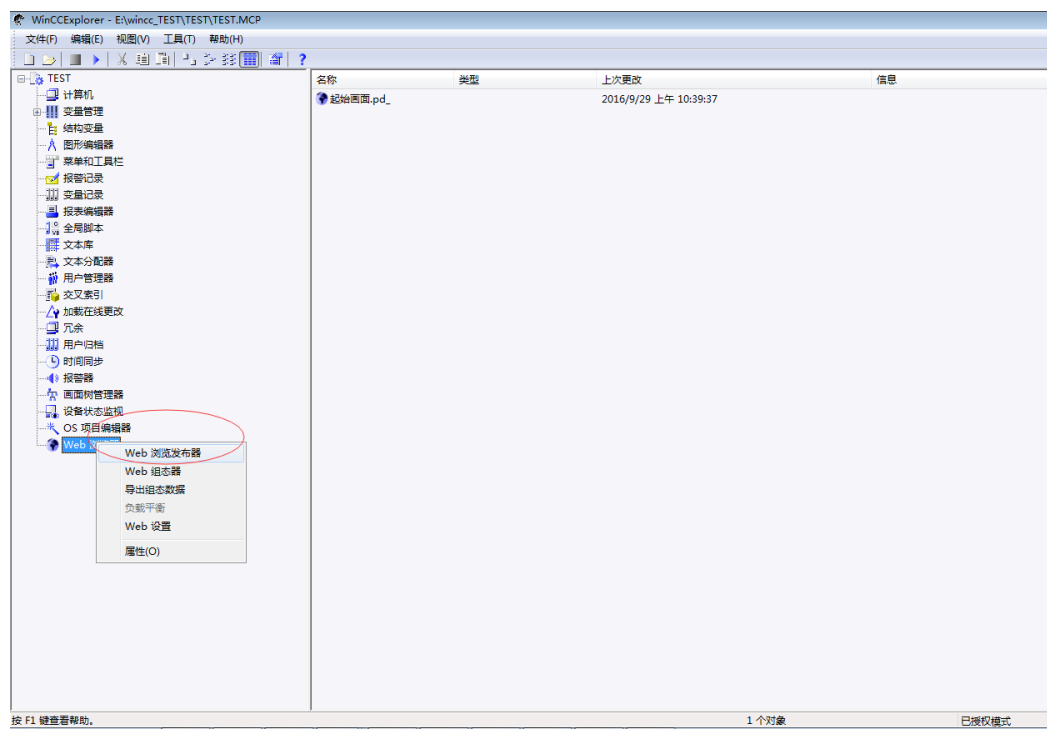 WinCCExplorer - E:\wincc_TEST\TEST\TEST.MCP
文件(F) 编辑(E) 视图(V) 工具(T) 帮助(H)
TEST
计算机
变量管理
结构变量
图形编辑器
菜单和工具栏
报警记录
变量记录
报表编辑器
全局脚本
文本库
文本分配器
用户管理器
交叉索引
加载在线更改
冗余
用户归档
时间同步
报警器
画面树管理器
设备状态监视
OS 项目编辑器
Web
Web 浏览发布器
Web 组态器
导出组态数据
负载平衡
Web 设置
属性(O)
名称 类型 上次更改 信息
起始画面.pd_ 2016/9/29 上午 10:39:37
按 F1 键查看帮助。 1 个对象 已授权模式